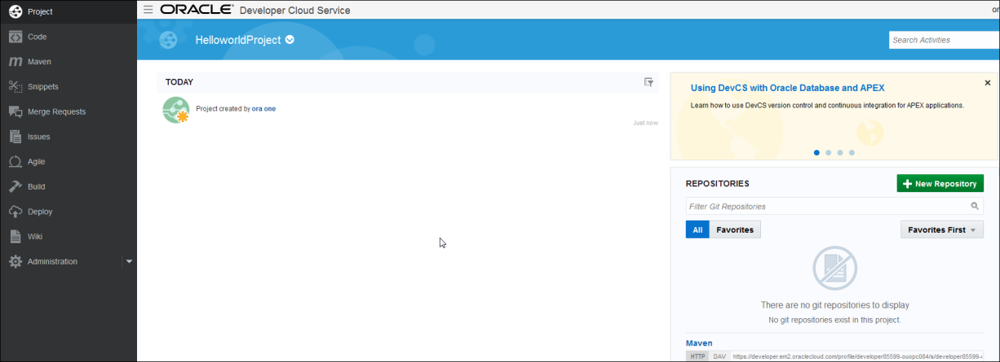 Project
Code
Maven
Snippets
Merge Requests
Issues
Agile
Build
Deploy
Wiki
Administration
ORACLE® Developer Cloud Service
or
HelloworldProject
Search Activities
TODAY
Project created by ora one
Just now
Using DevCS with Oracle Database and APEX
Learn how to use DevCS version control and continuous integration for APEX applications.
REPOSITORIES
New Repository
Filter Git Repositories
All Favorites
Favorites First
There are no git repositories to display
No git repositories exist in this project.
Maven
HTTP DAV https://developer.em2.oraclecloud.com/profile/developer85599-ouopc084/s/developer85599-